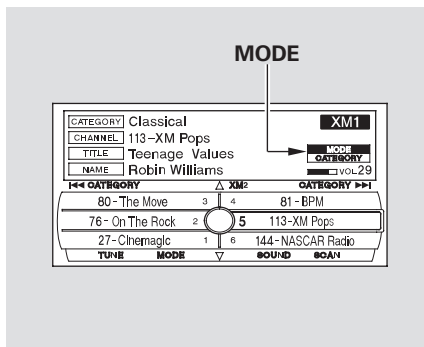 MODE
CATEGORY Classical XM1
CHANNEL 113-XM Pops
TITLE Teenage Values MODE
NAME Robin Williams CATEGORY
VOL 29
|◀◀ CATEGORY △ XM2 CATEGORY ▶▶|
80 - The Move 3 4 81 - BPM
76 - On The Rock 2 5 113-XM Pops
27 - Cinemagic 1 6 144-NASCAR Radio
TUNE MODE ▽ SOUND SCAN